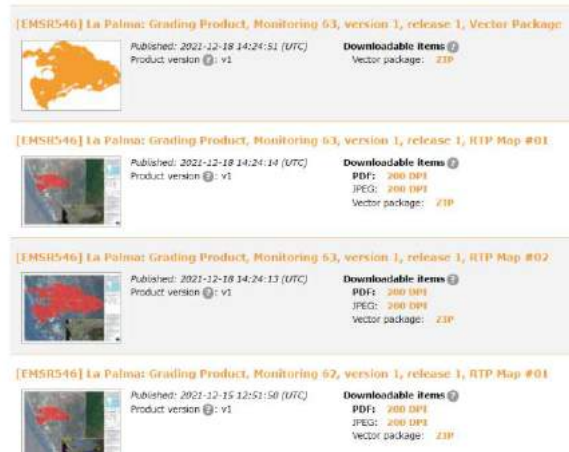 [EMSR546] La Palma: Grading Product, Monitoring 63, version 1, release 1, Vector Package
Published: 2021-12-18 14:24:51 (UTC)
Product version ?: v1
Downloadable items ?
Vector package: ZIP
[EMSR546] La Palma: Grading Product, Monitoring 63, version 1, release 1, RTP Map #01
Published: 2021-12-18 14:24:14 (UTC)
Product version ?: v1
Downloadable items ?
PDF: 200 DPI
JPEG: 200 DPI
Vector package: ZIP
[EMSR546] La Palma: Grading Product, Monitoring 63, version 1, release 1, RTP Map #02
Published: 2021-12-18 14:24:13 (UTC)
Product version ?: v1
Downloadable items ?
PDF: 200 DPI
JPEG: 200 DPI
Vector package: ZIP
[EMSR546] La Palma: Grading Product, Monitoring 62, version 1, release 1, RTP Map #01
Published: 2021-12-15 12:51:50 (UTC)
Product version ?: v1
Downloadable items ?
PDF: 200 DPI
JPEG: 200 DPI
Vector package: ZIP